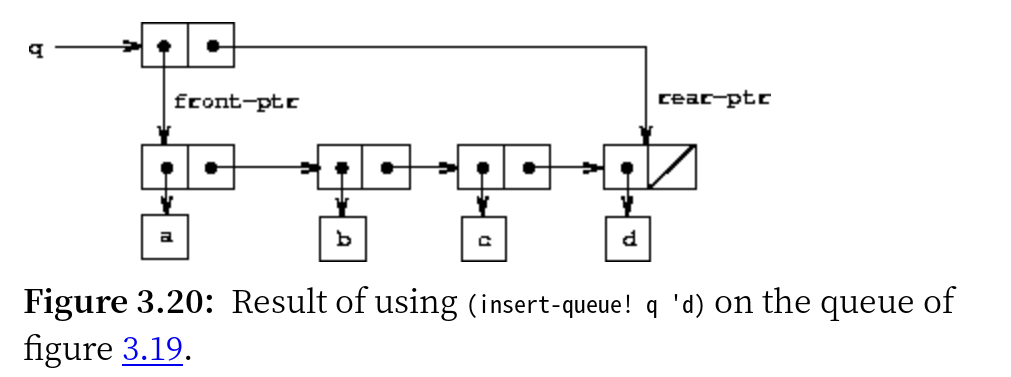 q
front-ptr
rear-ptr
a
b
c
d
Figure 3.20: Result of using (insert-queue! q 'd) on the queue of
figure 3.19.